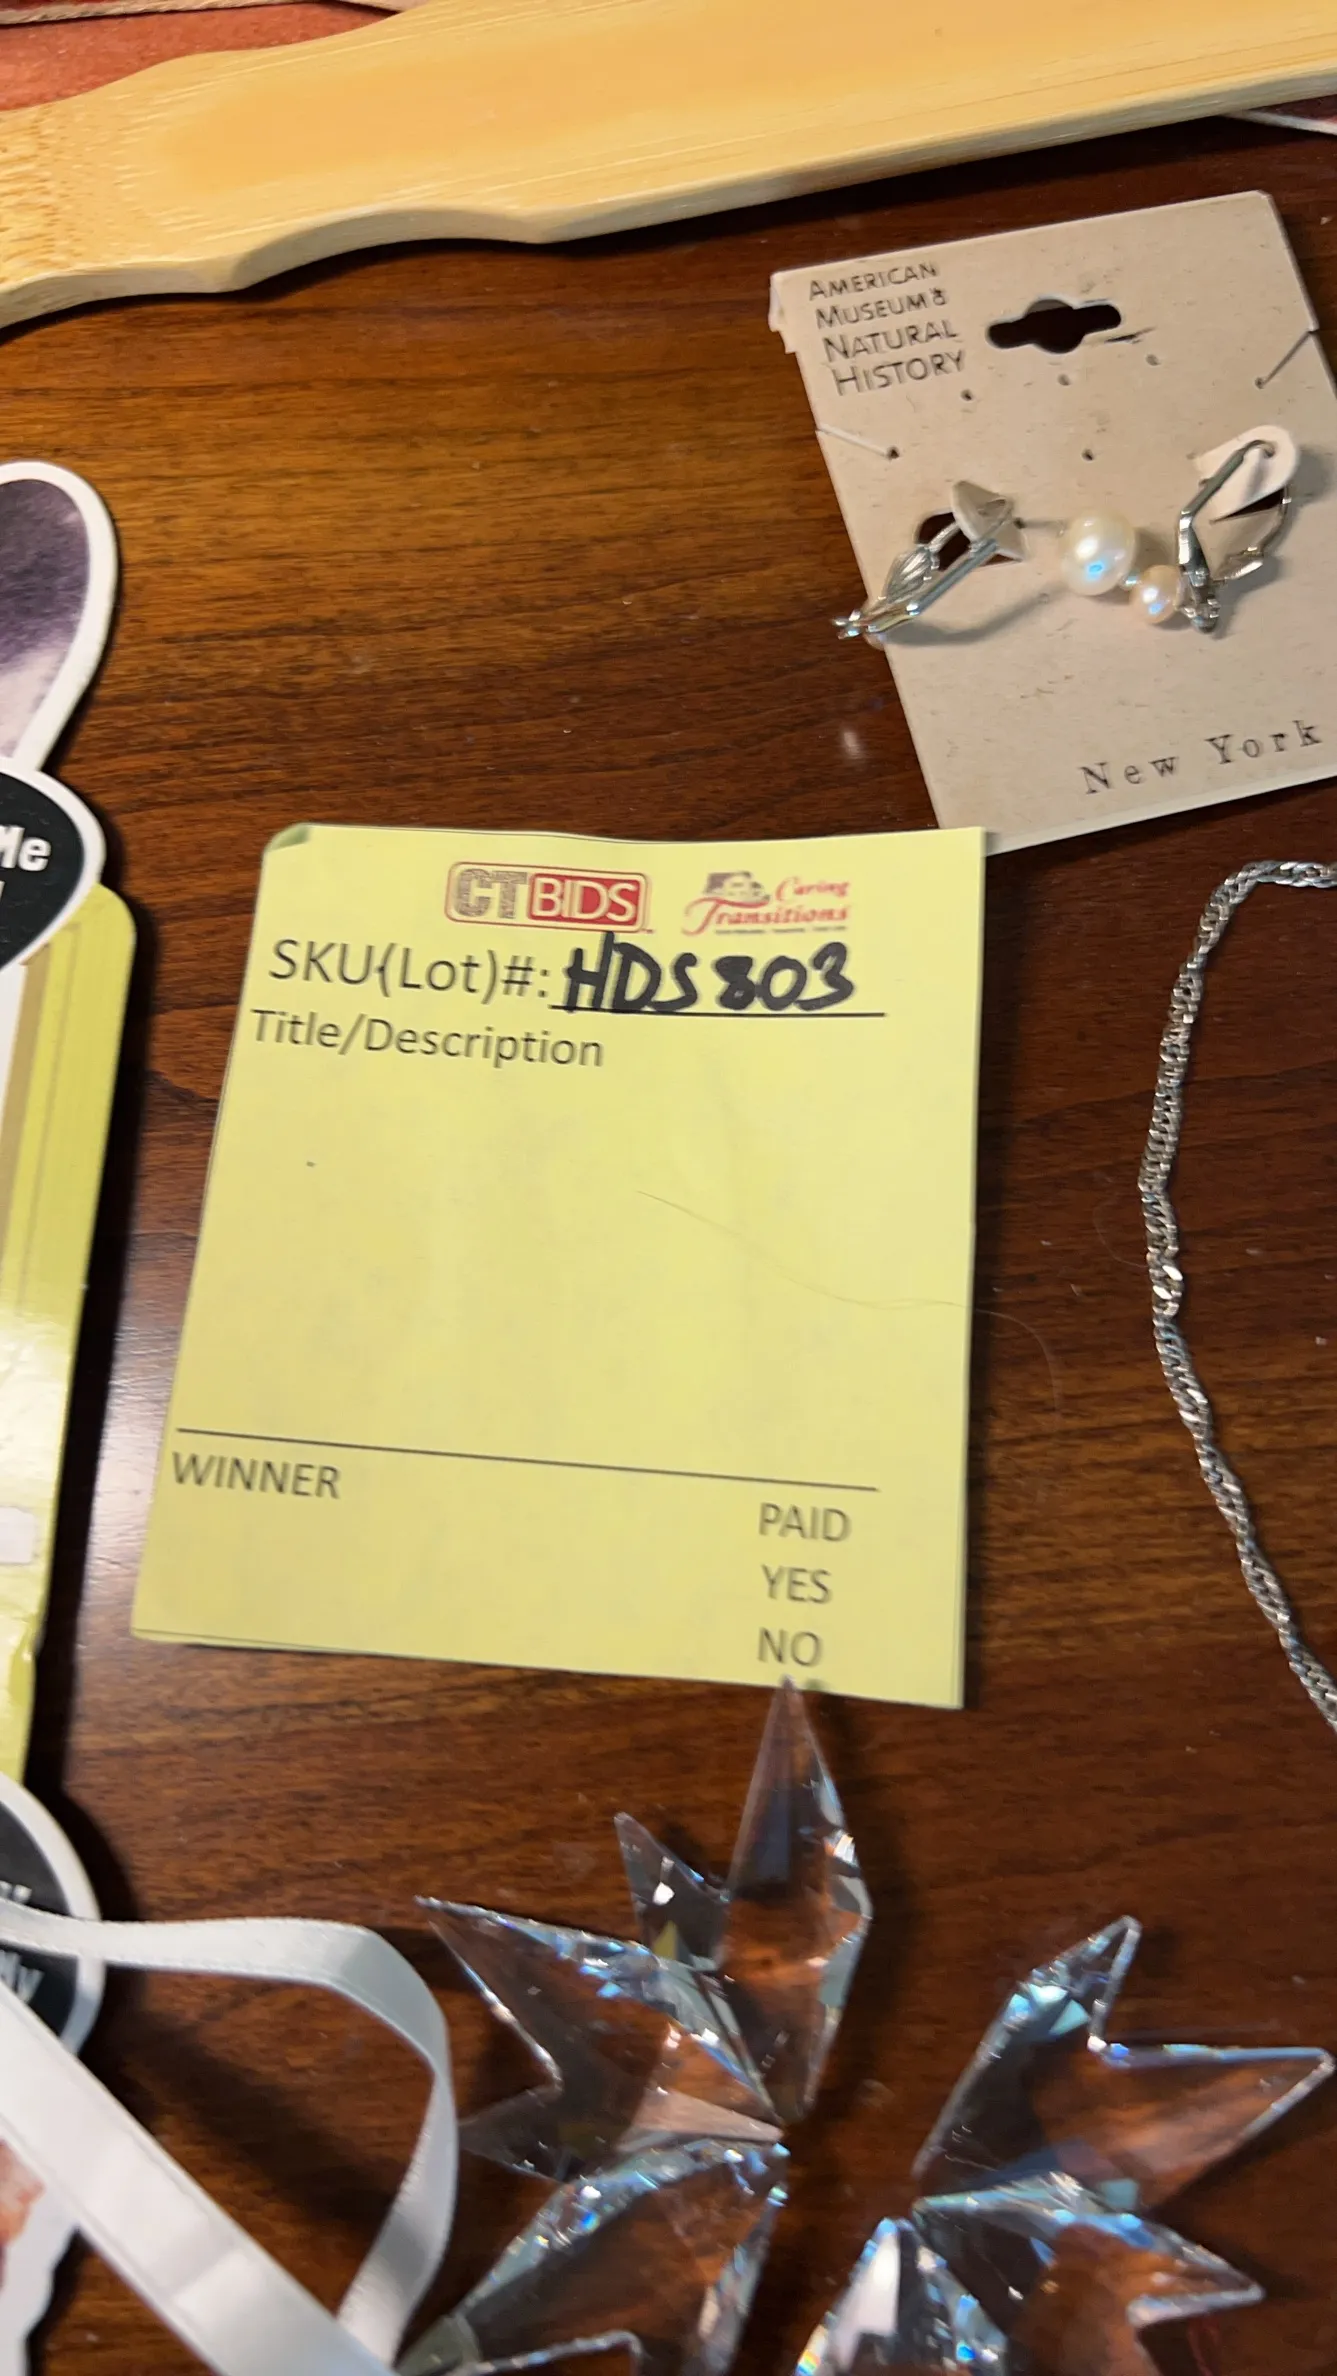 AMERICAN
MUSEUM &
NATURAL
HISTORY
New York
Me
CTBIDS
Caring
Transitions
SKU(Lot)#: HDS803
Title/Description
WINNER
PAID
YES
NO